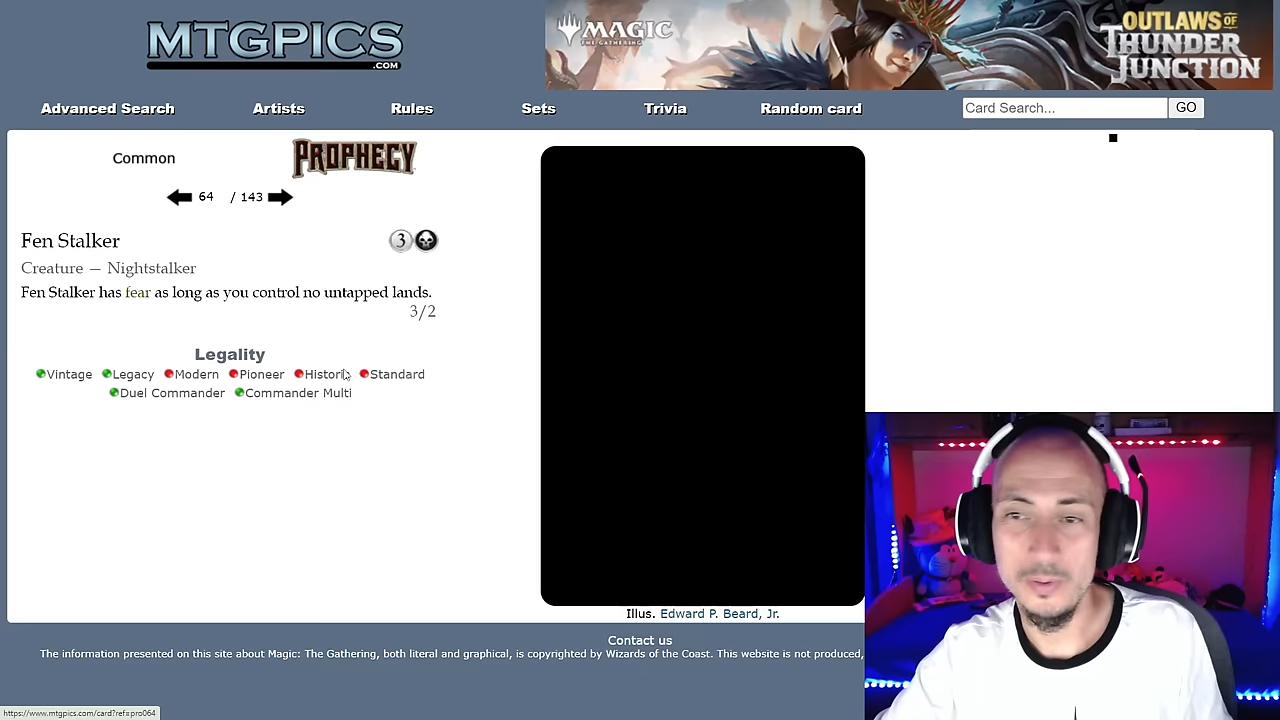 MTGPICS
.COM
MAGIC
THE GATHERING
OUTLAWS OF
THUNDER
JUNCTION
Advanced Search
Artists
Rules
Sets
Trivia
Random card
Card Search...
GO
Common
PROPHECY
64 / 143
Fen Stalker
3
Creature — Nightstalker
Fen Stalker has fear as long as you control no untapped lands.
3/2
Legality
Vintage Legacy Modern Pioneer Historic Standard
Duel Commander Commander Multi
Illus. Edward P. Beard, Jr.
Contact us
The information presented on this site about Magic: The Gathering, both literal and graphical, is copyrighted by Wizards of the Coast. This website is not produced,
https://www.mtgpics.com/card?ref=pro064